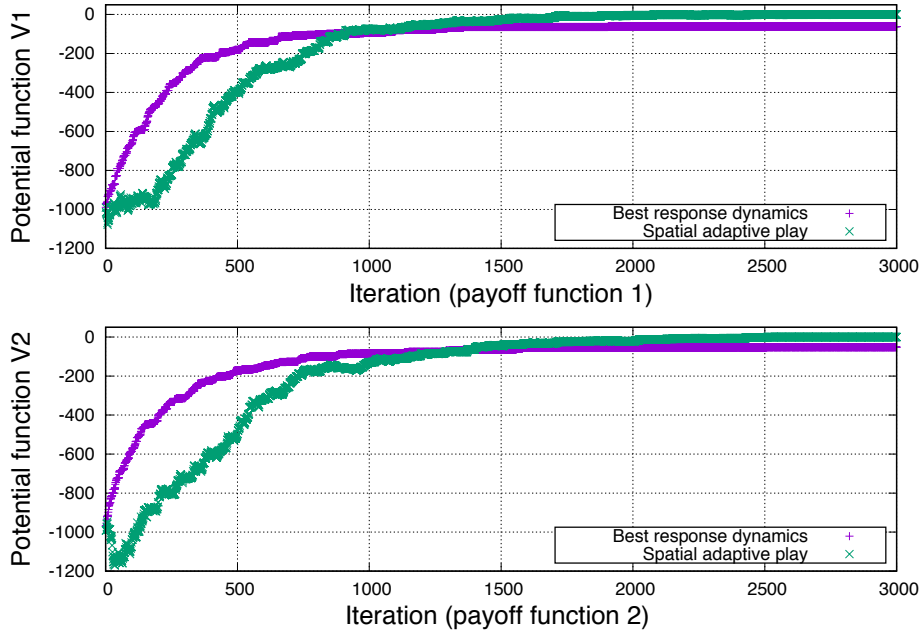 Potential function V1
0
-200
-400
-600
-800
-1000
-1200
Best response dynamics
Spatial adaptive play
0 500 1000 1500 2000 2500 3000
Iteration (payoff function 1)
Potential function V2
0
-200
-400
-600
-800
-1000
-1200
Best response dynamics
Spatial adaptive play
0 500 1000 1500 2000 2500 3000
Iteration (payoff function 2)